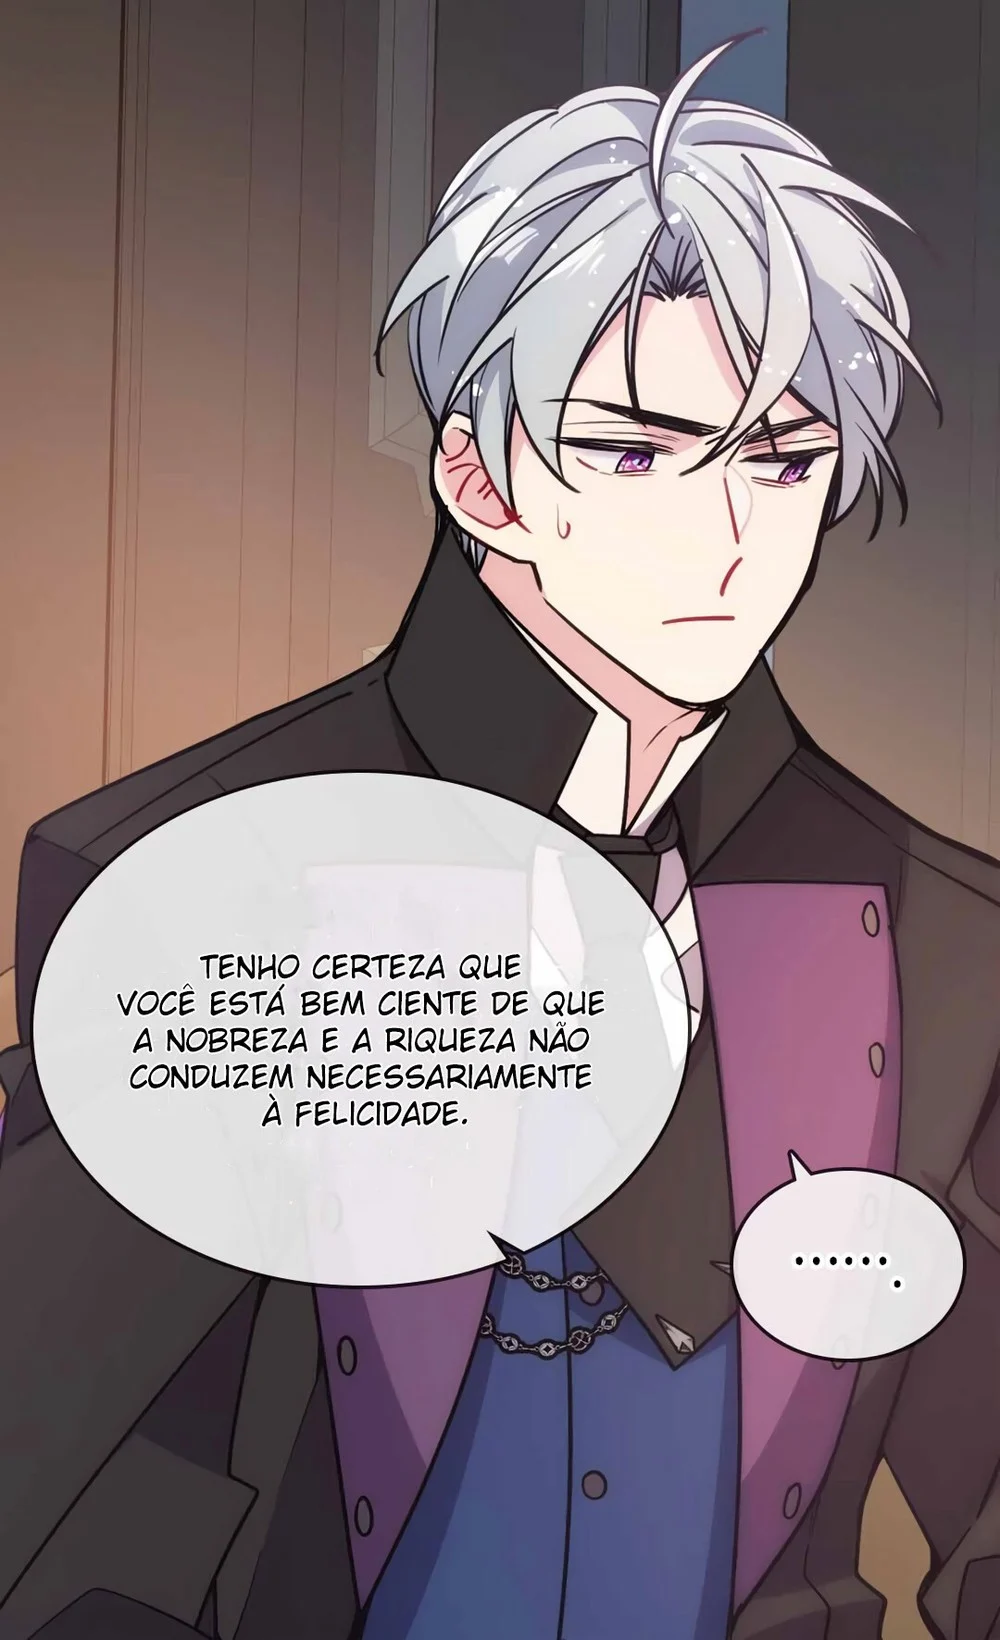 TENHO CERTEZA QUE
VOCÊ ESTÁ BEM CIENTE DE QUE
A NOBREZA E A RIQUEZA NÃO
CONDUZEM NECESSARIAMENTE
À FELICIDADE.
.......